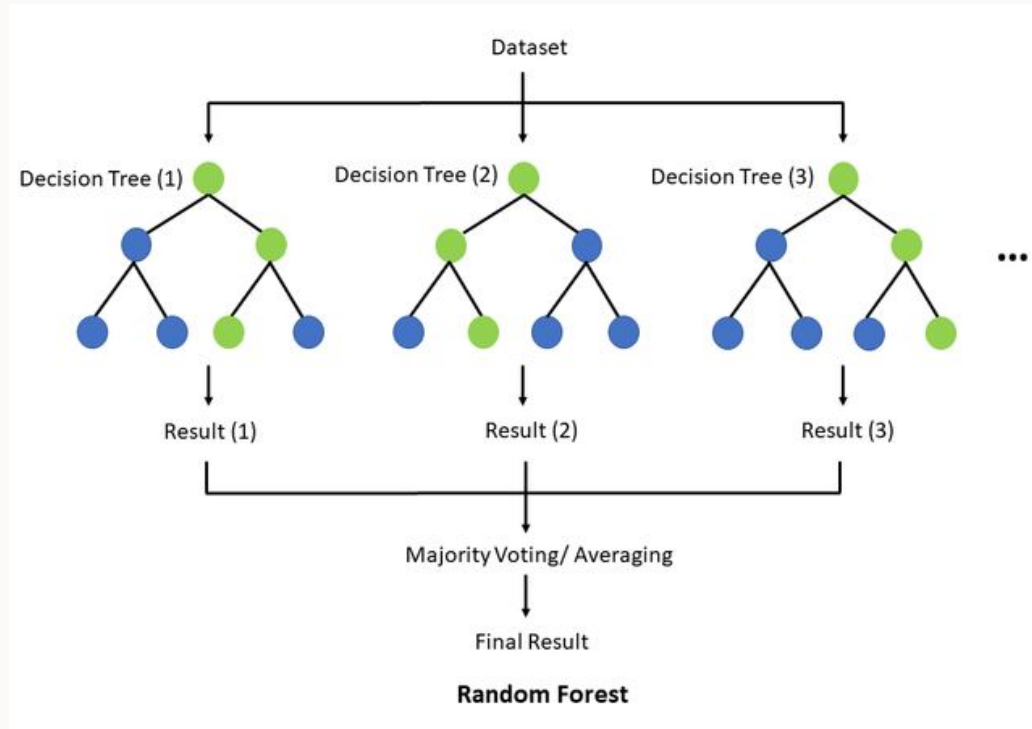 Dataset
Decision Tree (1)
Decision Tree (2)
Decision Tree (3)
...
Result (1)
Result (2)
Result (3)
Majority Voting/ Averaging
Final Result
Random Forest